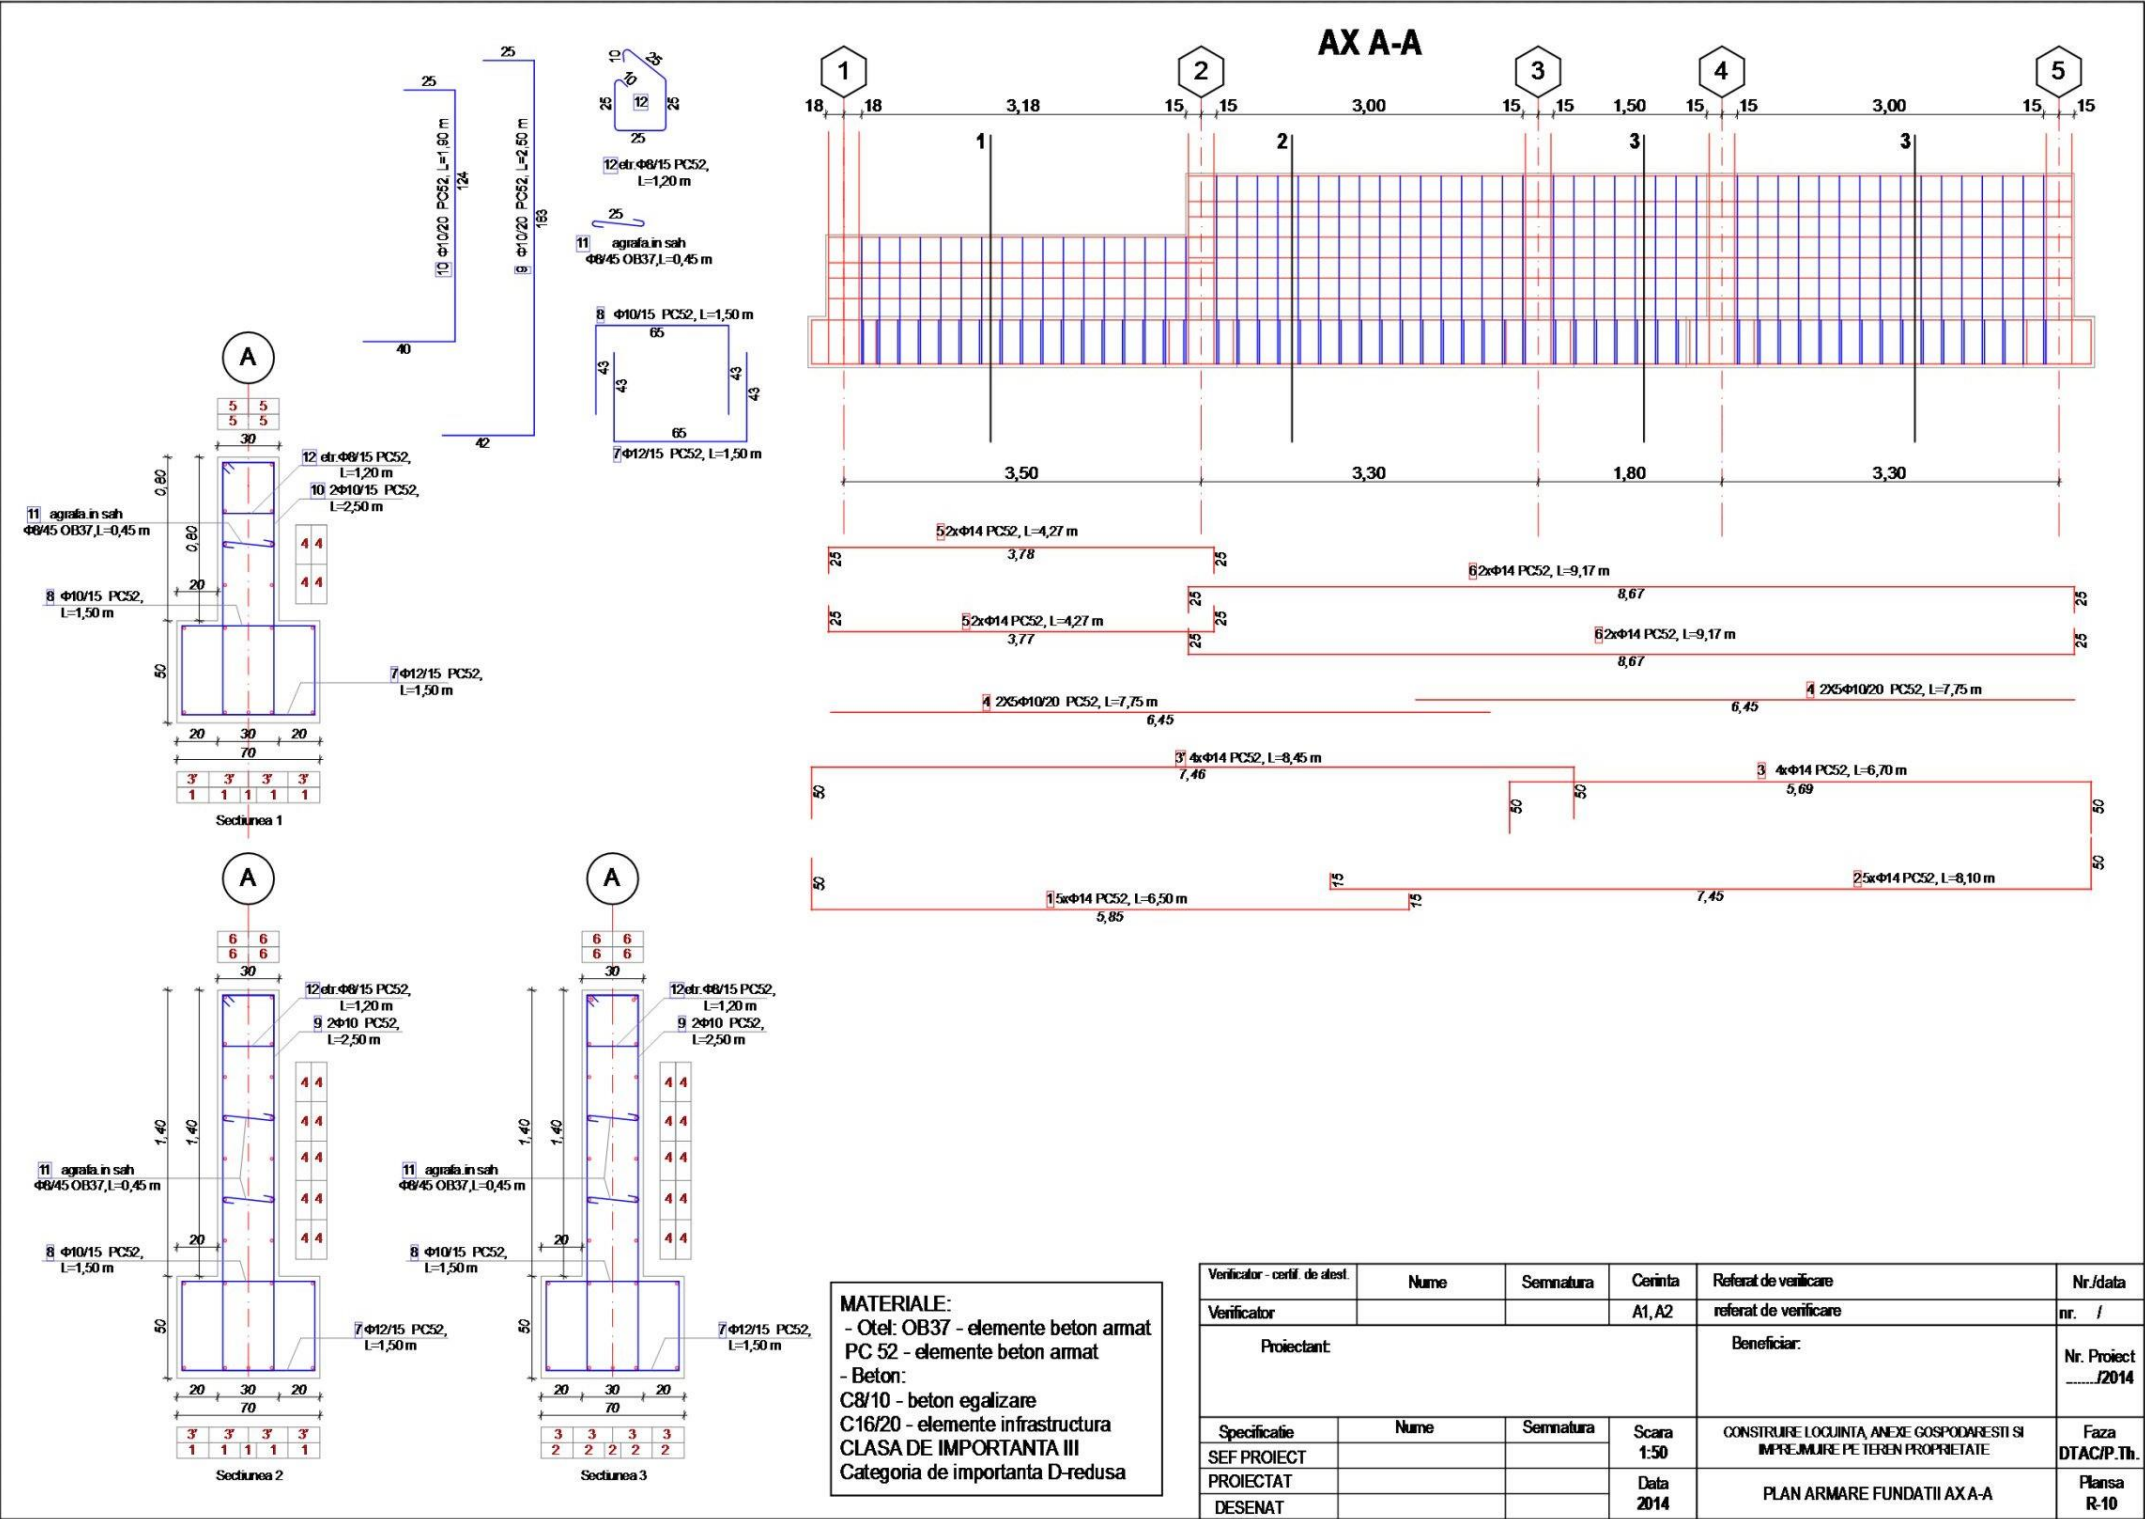 AX A-A
1
2
3
4
5
18
18
3,18
15
15
3,00
15
15
1,50
15
15
3,00
15
15
1
2
3
3
3,50
3,30
1,80
3,30
25
10 Φ10/20 PC52, L=1,90 m
124
40
25
9 Φ10/20 PC52, L=2,50 m
183
42
10
25
10
25
12
25
25
12 etr.Φ8/15 PC52,
L=1,20 m
25
11 agrafa in sah
Φ8/45 OB37,L=0,45 m
8 Φ10/15 PC52, L=1,50 m
65
43
43
43
43
65
7 Φ12/15 PC52, L=1,50 m
5 2xΦ14 PC52, L=4,27 m
3,78
25
25
6 2xΦ14 PC52, L=9,17 m
8,67
25
25
5 2xΦ14 PC52, L=4,27 m
3,77
25
25
6 2xΦ14 PC52, L=9,17 m
8,67
25
25
4 2X5Φ10/20 PC52, L=7,75 m
6,45
4 2X5Φ10/20 PC52, L=7,75 m
6,45
3' 4xΦ14 PC52, L=8,45 m
7,46
50
50
3 4xΦ14 PC52, L=6,70 m
5,69
50
50
1 5xΦ14 PC52, L=6,50 m
5,85
50
15
2 5xΦ14 PC52, L=8,10 m
7,45
15
50
A
5 5
5 5
30
12 etr.Φ8/15 PC52,
L=1,20 m
10 2Φ10/15 PC52,
L=2,50 m
11 agrafa in sah
Φ8/45 OB37,L=0,45 m
0,80
0,80
4 4
4 4
20
8 Φ10/15 PC52,
L=1,50 m
50
7 Φ12/15 PC52,
L=1,50 m
20 30 20
70
3' 3' 3' 3'
1 1 1 1 1
Sectiunea 1
A
6 6
6 6
30
12 etr.Φ8/15 PC52,
L=1,20 m
9 2Φ10 PC52,
L=2,50 m
1,40
1,40
4 4
4 4
4 4
4 4
4 4
11 agrafa in sah
Φ8/45 OB37,L=0,45 m
20
8 Φ10/15 PC52,
L=1,50 m
50
7 Φ12/15 PC52,
L=1,50 m
20 30 20
70
3' 3' 3' 3'
1 1 1 1 1
Sectiunea 2
A
6 6
6 6
30
12 etr.Φ8/15 PC52,
L=1,20 m
9 2Φ10 PC52,
L=2,50 m
1,40
1,40
4 4
4 4
4 4
4 4
4 4
11 agrafa in sah
Φ8/45 OB37,L=0,45 m
20
8 Φ10/15 PC52,
L=1,50 m
50
7 Φ12/15 PC52,
L=1,50 m
20 30 20
70
3 3 3 3
2 2 2 2 2
Sectiunea 3
MATERIALE:
- Otel: OB37 - elemente beton armat
PC 52 - elemente beton armat
- Beton:
C8/10 - beton egalizare
C16/20 - elemente infrastructura
CLASA DE IMPORTANTA III
Categoria de importanta D-redusa
Verificator - certif. de atest. Nume Semnatura Cerinta Referat de verificare Nr./data
Verificator A1, A2 referat de verificare nr. /
Proiectant: Beneficiar: Nr. Proiect
......./2014
Specificatie Nume Semnatura Scara
1:50
CONSTRUIRE LOCUINTA, ANEXE GOSPODARESTI SI
IMPREJMUIRE PE TEREN PROPRIETATE
Faza
DTAC/P.Th.
SEF PROIECT
PROIECTAT
DESENAT
Data
2014
PLAN ARMARE FUNDATII AX A-A
Plansa
R-10